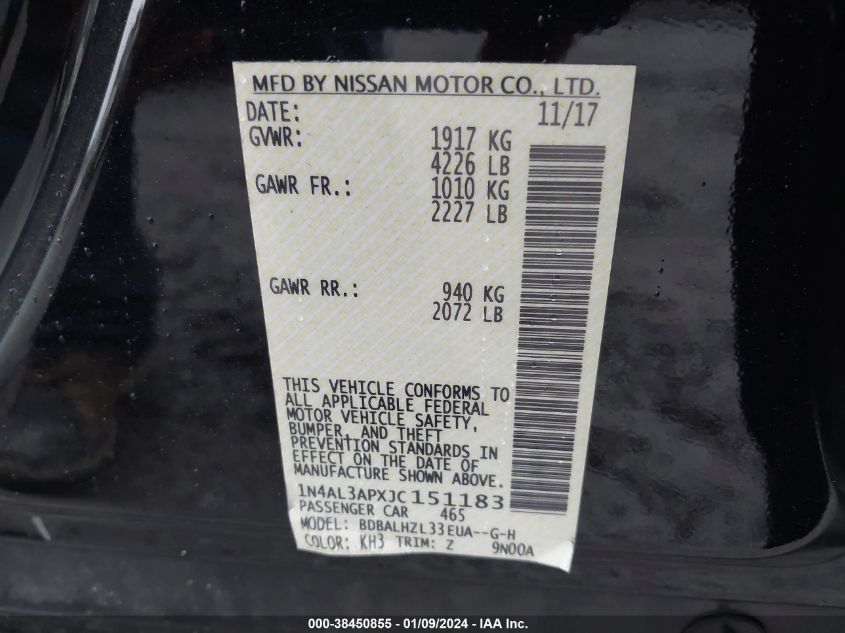 MFD BY NISSAN MOTOR CO., LTD.
DATE: 11/17
GVWR: 1917 KG
4226 LB
GAWR FR.: 1010 KG
2227 LB
GAWR RR.: 940 KG
2072 LB
THIS VEHICLE CONFORMS TO
ALL APPLICABLE FEDERAL
MOTOR VEHICLE SAFETY,
BUMPER, AND THEFT
PREVENTION STANDARDS IN
EFFECT ON THE DATE OF
MANUFACTURE SHOWN ABOVE.
1N4AL3APXJC151183
PASSENGER CAR 465
MODEL: BDBALHZL33EUA--G-H
COLOR: KH3 TRIM: Z 9N00A
000-38450855 - 01/09/2024 - IAA Inc.